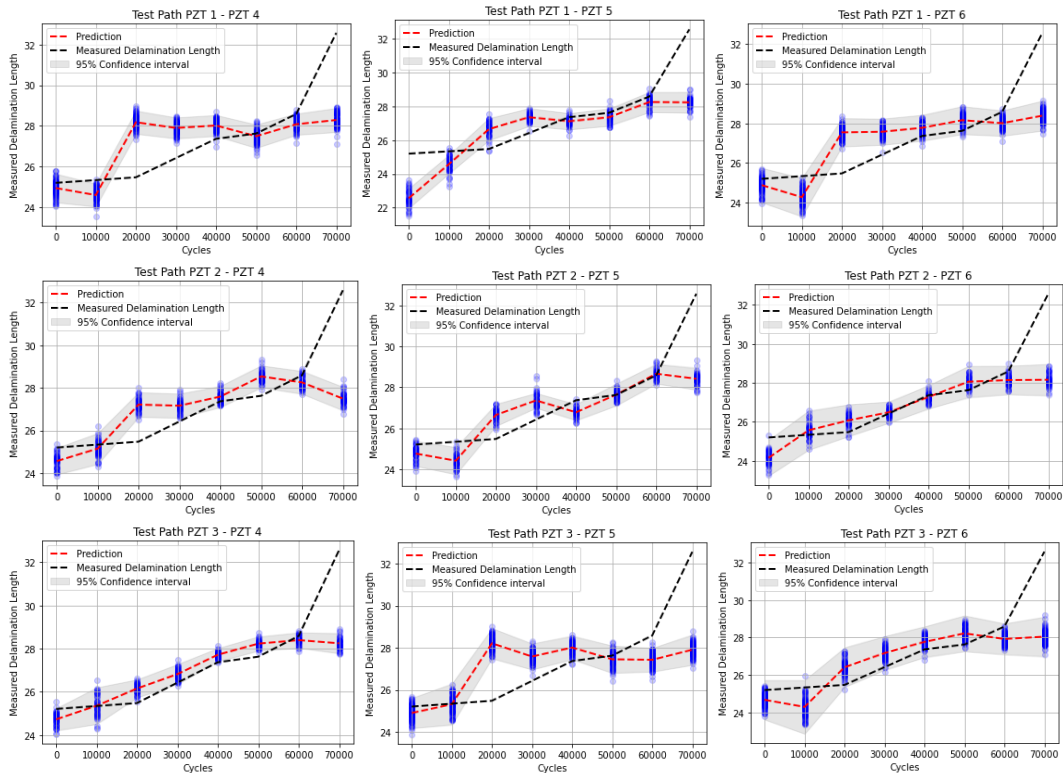 Test Path PZT 1 - PZT 4
Prediction
Measured Delamination Length
95% Confidence interval
Measured Delamination Length
32
30
28
26
24
0 10000 20000 30000 40000 50000 60000 70000
Cycles
Test Path PZT 1 - PZT 5
Prediction
Measured Delamination Length
95% Confidence interval
Measured Delamination Length
32
30
28
26
24
22
0 10000 20000 30000 40000 50000 60000 70000
Cycles
Test Path PZT 1 - PZT 6
Prediction
Measured Delamination Length
95% Confidence interval
Measured Delamination Length
32
30
28
26
24
0 10000 20000 30000 40000 50000 60000 70000
Cycles
Test Path PZT 2 - PZT 4
Prediction
Measured Delamination Length
95% Confidence interval
Measured Delamination Length
32
30
28
26
24
0 10000 20000 30000 40000 50000 60000 70000
Cycles
Test Path PZT 2 - PZT 5
Prediction
Measured Delamination Length
95% Confidence interval
Measured Delamination Length
32
30
28
26
24
0 10000 20000 30000 40000 50000 60000 70000
Cycles
Test Path PZT 2 - PZT 6
Prediction
Measured Delamination Length
95% Confidence interval
Measured Delamination Length
32
30
28
26
24
0 10000 20000 30000 40000 50000 60000 70000
Cycles
Test Path PZT 3 - PZT 4
Prediction
Measured Delamination Length
95% Confidence interval
Measured Delamination Length
32
30
28
26
24
0 10000 20000 30000 40000 50000 60000 70000
Cycles
Test Path PZT 3 - PZT 5
Prediction
Measured Delamination Length
95% Confidence interval
Measured Delamination Length
32
30
28
26
24
0 10000 20000 30000 40000 50000 60000 70000
Cycles
Test Path PZT 3 - PZT 6
Prediction
Measured Delamination Length
95% Confidence interval
Measured Delamination Length
32
30
28
26
24
0 10000 20000 30000 40000 50000 60000 70000
Cycles